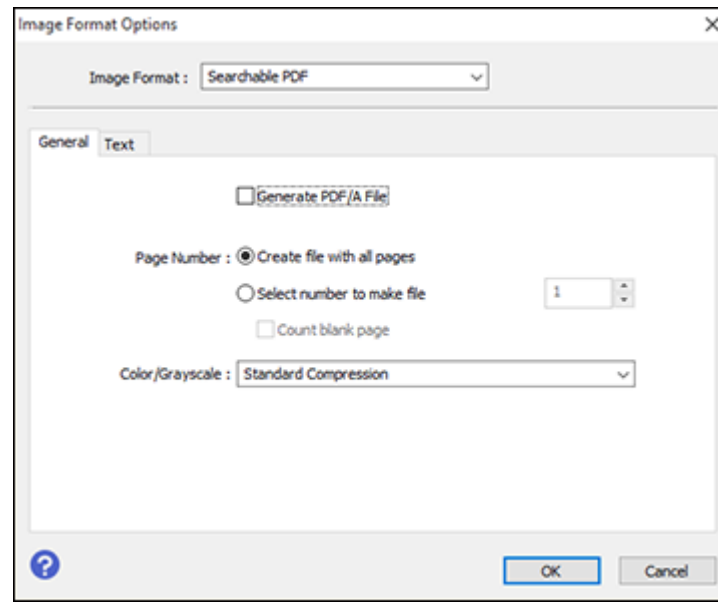 Image Format Options
Image Format : Searchable PDF
General Text
Generate PDF/A File
Page Number : Create file with all pages
Select number to make file 1
Count blank page
Color/Grayscale : Standard Compression
? OK Cancel